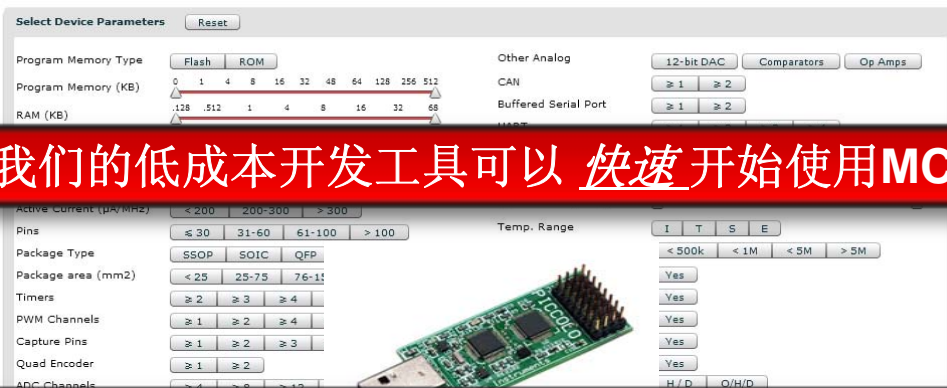 Select Device Parameters Reset
Program Memory Type Flash ROM
Program Memory (KB) 0 1 4 8 16 32 48 64 128 256 512
RAM (KB) .128 .512 1 4 8 16 32 68
Other Analog 12-bit DAC Comparators Op Amps
CAN ≥ 1 ≥ 2
Buffered Serial Port ≥ 1 ≥ 2
UART
我们的低成本开发工具可以 快速 开始使用MC
Active Current (µA/MHz) < 200 200-300 > 300
Pins ≤ 30 31-60 61-100 > 100
Package Type SSOP SOIC QFP
Package area (mm2) < 25 25-75
Timers ≥ 2 ≥ 3 ≥ 4
PWM Channels ≥ 1 ≥ 2 ≥ 4
Capture Pins ≥ 1 ≥ 2 ≥ 3
Quad Encoder ≥ 1 ≥ 2
ADC Channels
Temp. Range I T S E
< 500k < 1M < 5M > 5M
Yes
Yes
Yes
Yes
Yes
H / D O/H/D
PICCOLO